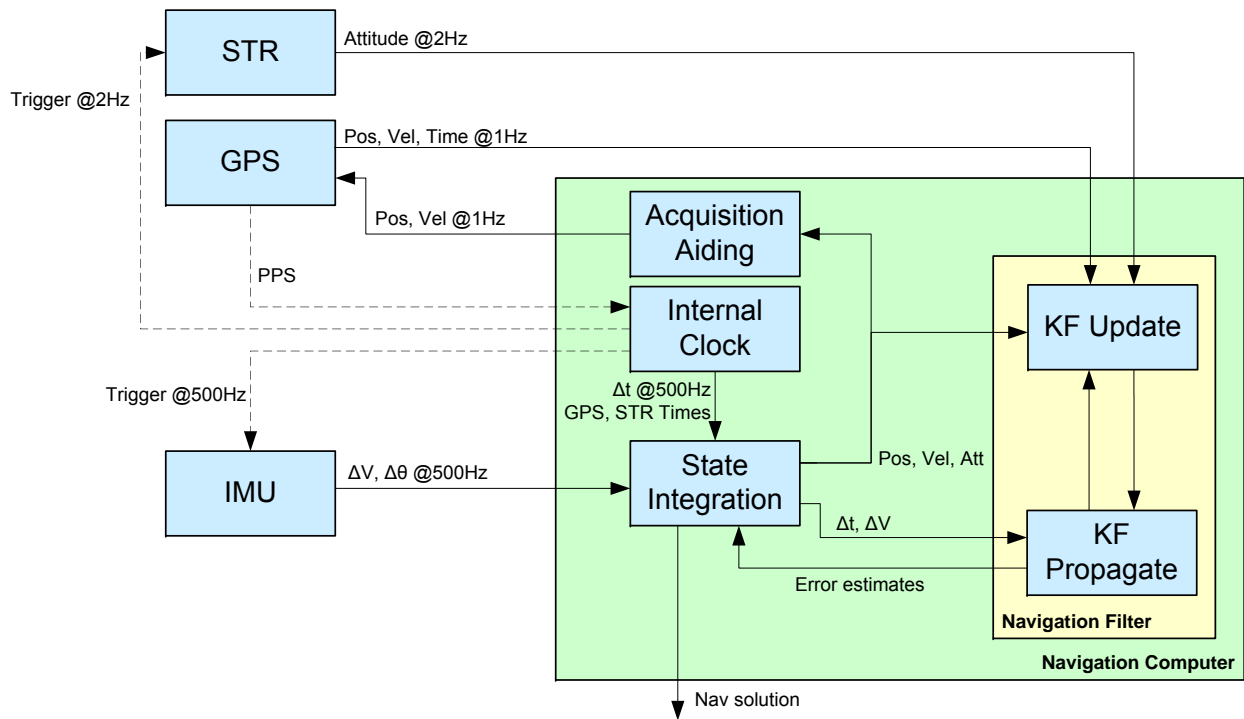 STR
Attitude @2Hz
Trigger @2Hz
GPS
Pos, Vel, Time @1Hz
Pos, Vel @1Hz
Acquisition
Aiding
PPS
Internal
Clock
KF Update
Trigger @500Hz
Δt @500Hz
GPS, STR Times
IMU
ΔV, Δθ @500Hz
State
Integration
Pos, Vel, Att
Δt, ΔV
KF
Propagate
Error estimates
Navigation Filter
Navigation Computer
Nav solution